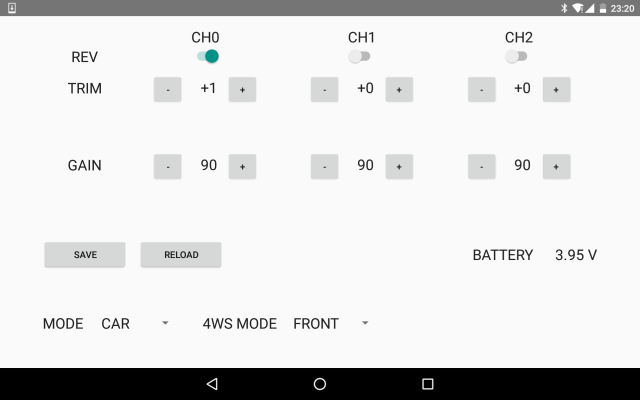 23:20
CH0 CH1 CH2
REV
TRIM - +1 + - +0 + - +0 +
GAIN - 90 + - 90 + - 90 +
SAVE RELOAD BATTERY 3.95 V
MODE CAR 4WS MODE FRONT